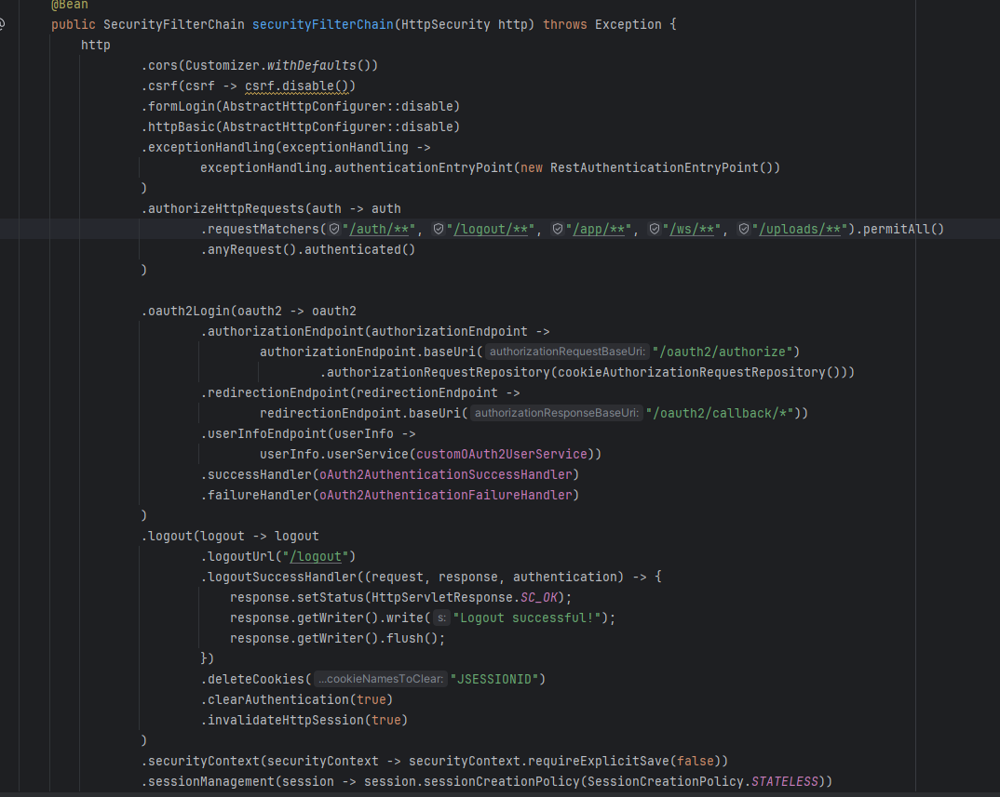 @Bean
public SecurityFilterChain securityFilterChain(HttpSecurity http) throws Exception {
http
.cors(Customizer.withDefaults())
.csrf(csrf -> csrf.disable())
.formLogin(AbstractHttpConfigurer::disable)
.httpBasic(AbstractHttpConfigurer::disable)
.exceptionHandling(exceptionHandling ->
exceptionHandling.authenticationEntryPoint(new RestAuthenticationEntryPoint())
)
.authorizeHttpRequests(auth -> auth
.requestMatchers("/auth/**", "/logout/**", "/app/**", "/ws/**", "/uploads/**").permitAll()
.anyRequest().authenticated()
)
.oauth2Login(oauth2 -> oauth2
.authorizationEndpoint(authorizationEndpoint ->
authorizationEndpoint.baseUri( authorizationRequestBaseUri: "/oauth2/authorize")
.authorizationRequestRepository(cookieAuthorizationRequestRepository()))
.redirectionEndpoint(redirectionEndpoint ->
redirectionEndpoint.baseUri( authorizationResponseBaseUri: "/oauth2/callback/*"))
.userInfoEndpoint(userInfo ->
userInfo.userService(customOAuth2UserService))
.successHandler(oAuth2AuthenticationSuccessHandler)
.failureHandler(oAuth2AuthenticationFailureHandler)
)
.logout(logout -> logout
.logoutUrl("/logout")
.logoutSuccessHandler((request, response, authentication) -> {
response.setStatus(HttpServletResponse.SC_OK);
response.getWriter().write( s: "Logout successful!");
response.getWriter().flush();
})
.deleteCookies( ...cookieNamesToClear: "JSESSIONID")
.clearAuthentication(true)
.invalidateHttpSession(true)
)
.securityContext(securityContext -> securityContext.requireExplicitSave(false))
.sessionManagement(session -> session.sessionCreationPolicy(SessionCreationPolicy.STATELESS))